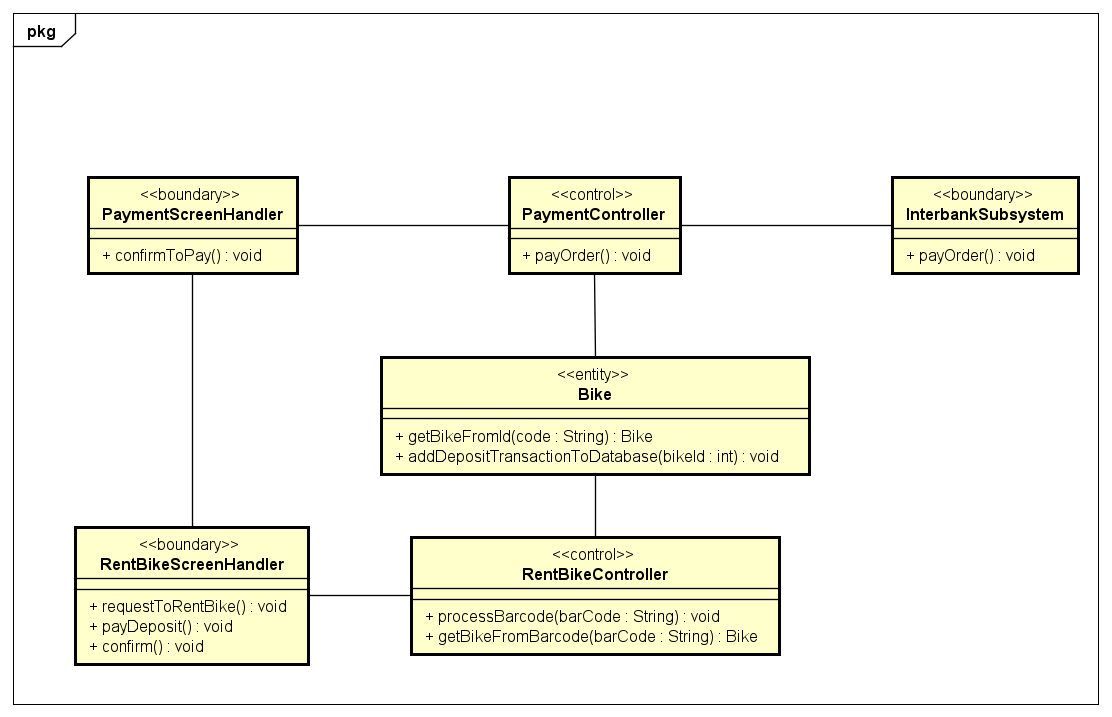 pkg
<<boundary>>
PaymentScreenHandler
+ confirmToPay() : void
<<control>>
PaymentController
+ payOrder() : void
<<boundary>>
InterbankSubsystem
+ payOrder() : void
<<entity>>
Bike
+ getBikeFromId(code : String) : Bike
+ addDepositTransactionToDatabase(bikeId : int) : void
<<boundary>>
RentBikeScreenHandler
+ requestToRentBike() : void
+ payDeposit() : void
+ confirm() : void
<<control>>
RentBikeController
+ processBarcode(barCode : String) : void
+ getBikeFromBarcode(barCode : String) : Bike